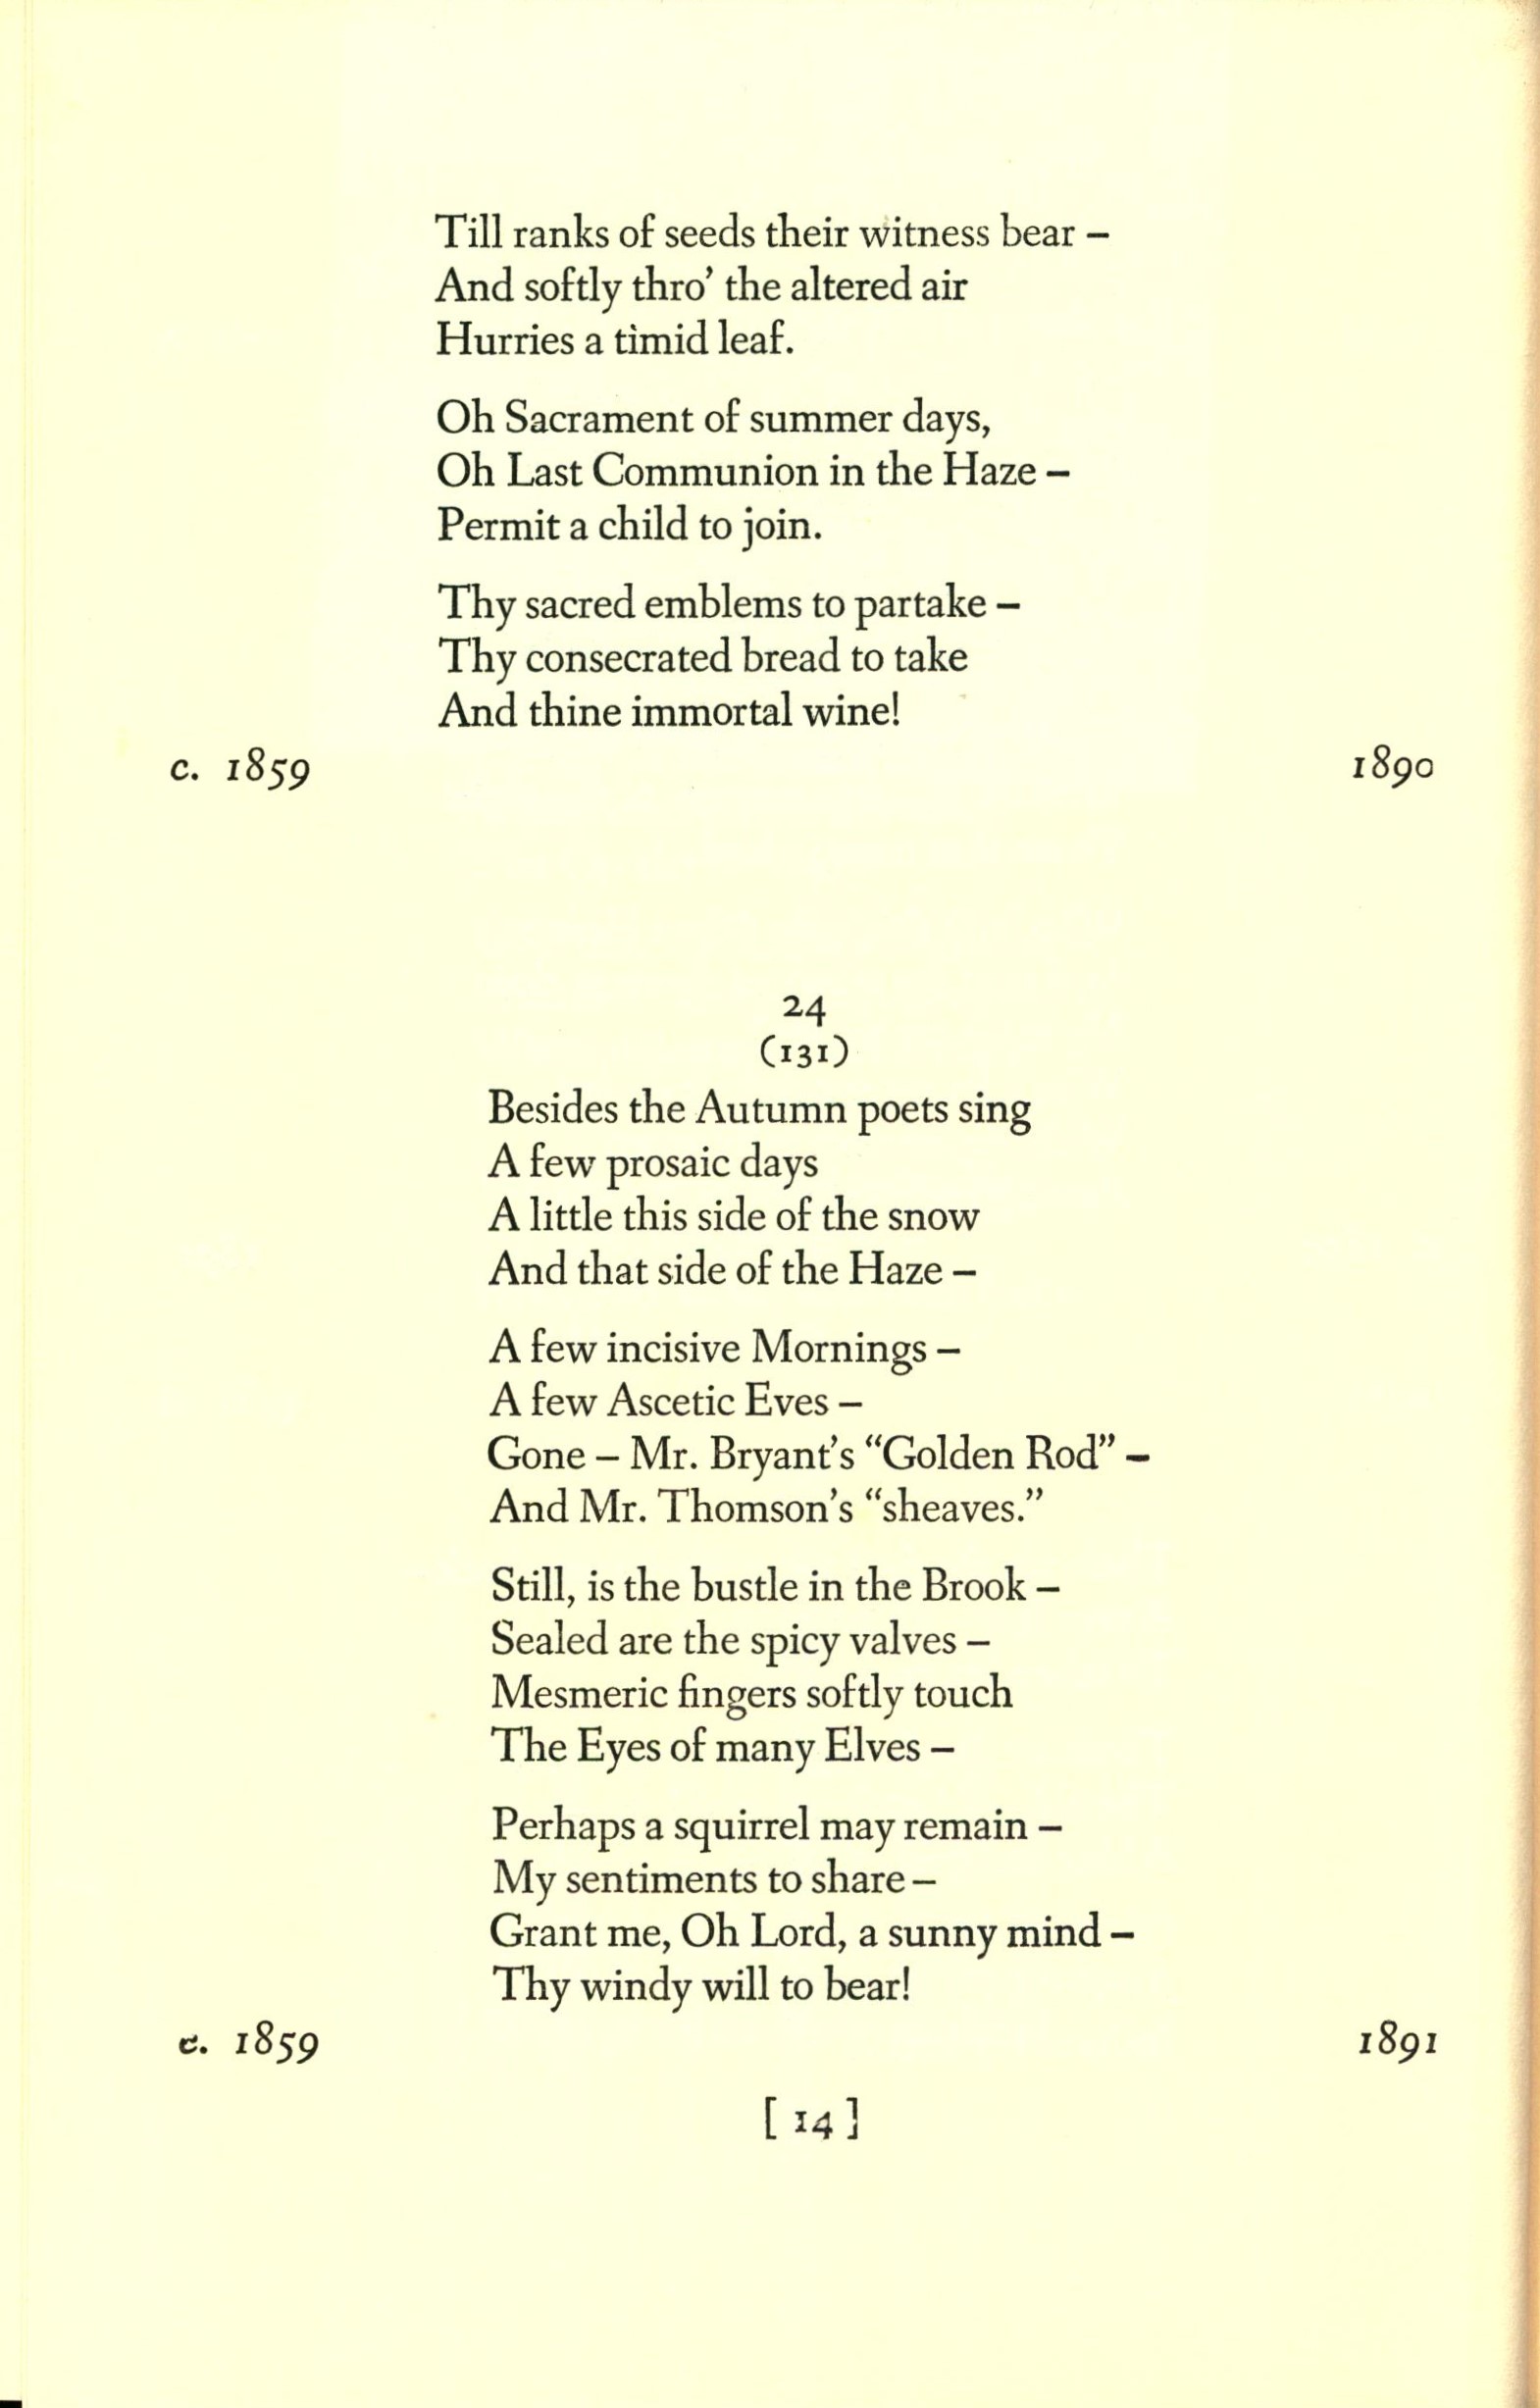 Till ranks of seeds their witness bear –
And softly thro’ the altered air
Hurries a timid leaf.
Oh Sacrament of summer days,
Oh Last Communion in the Haze –
Permit a child to join.
Thy sacred emblems to partake –
Thy consecrated bread to take
And thine immortal wine!
c. 1859 1890
24
(131)
Besides the Autumn poets sing
A few prosaic days
A little this side of the snow
And that side of the Haze –
A few incisive Mornings –
A few Ascetic Eves –
Gone – Mr. Bryant’s “Golden Rod” –
And Mr. Thomson’s “sheaves.”
Still, is the bustle in the Brook –
Sealed are the spicy valves –
Mesmeric fingers softly touch
The Eyes of many Elves –
Perhaps a squirrel may remain –
My sentiments to share –
Grant me, Oh Lord, a sunny mind –
Thy windy will to bear!
c. 1859 1891
[ 14 ]